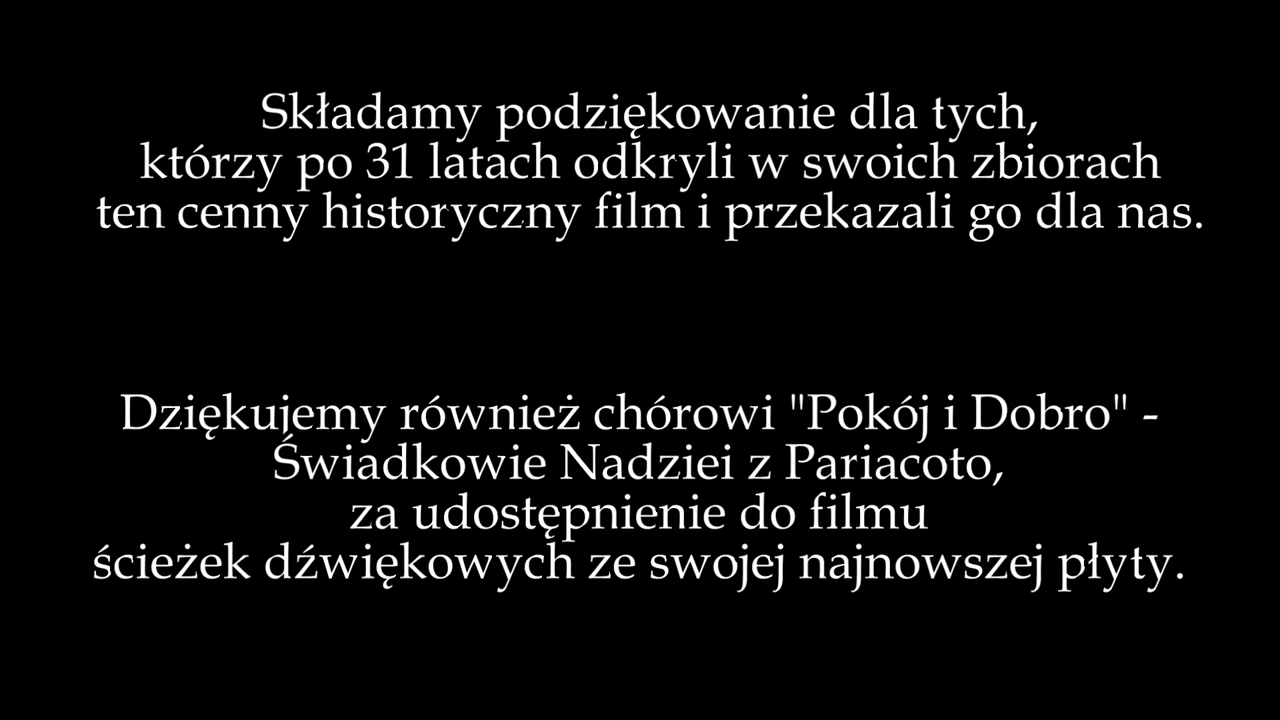 Składamy podziękowanie dla tych,
którzy po 31 latach odkryli w swoich zbiorach
ten cenny historyczny film i przekazali go dla nas.
Dziękujemy również chórowi "Pokój i Dobro" -
Świadkowie Nadziei z Pariacoto,
za udostępnienie do filmu
ścieżek dźwiękowych ze swojej najnowszej płyty.